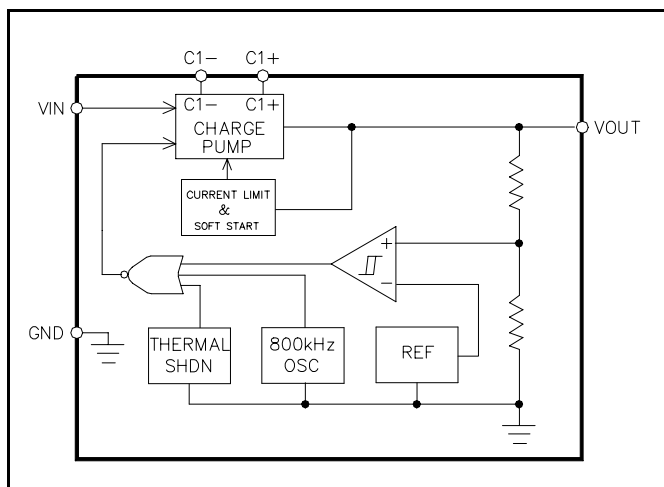 C1- C1+
VIN
C1- C1+
CHARGE
PUMP
VOUT
CURRENT LIMIT
&
SOFT START
+
-
GND
THERMAL
SHDN
800kHz
OSC
REF